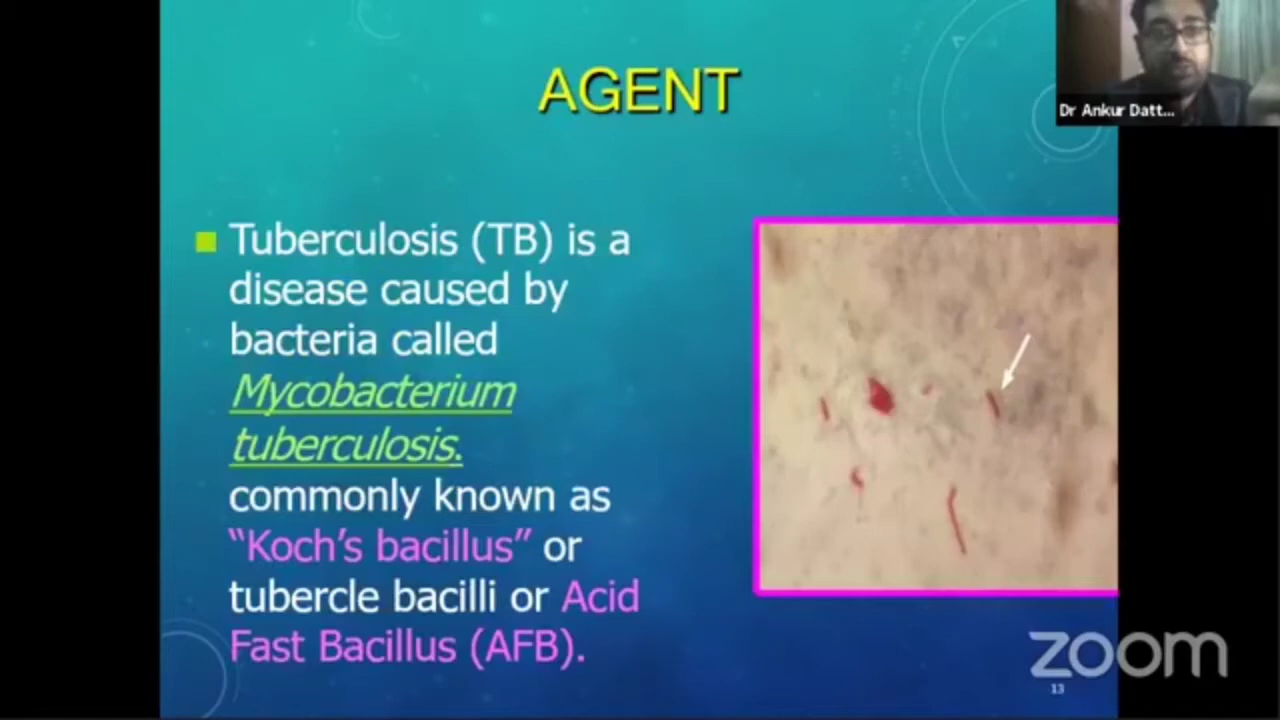 AGENT
Dr Ankur Datt...
Tuberculosis (TB) is a
disease caused by
bacteria called
Mycobacterium
tuberculosis.
commonly known as
“Koch’s bacillus” or
tubercle bacilli or Acid
Fast Bacillus (AFB).
zoom
13